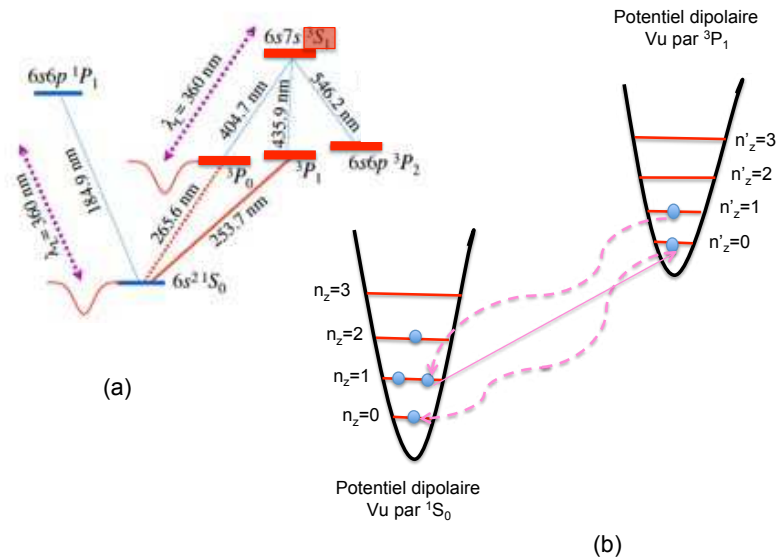 6s7s ³S₁
6s6p ¹P₁
λL = 360 nm
404.7 nm
435.9 nm
546.2 nm
³P₀
³P₁
6s6p ³P₂
λL = 360 nm
184.9 nm
265.6 nm
253.7 nm
6s² ¹S₀
(a)
Potentiel dipolaire
Vu par ³P₁
n'z=3
n'z=2
n'z=1
n'z=0
nz=3
nz=2
nz=1
nz=0
Potentiel dipolaire
Vu par ¹S₀
(b)